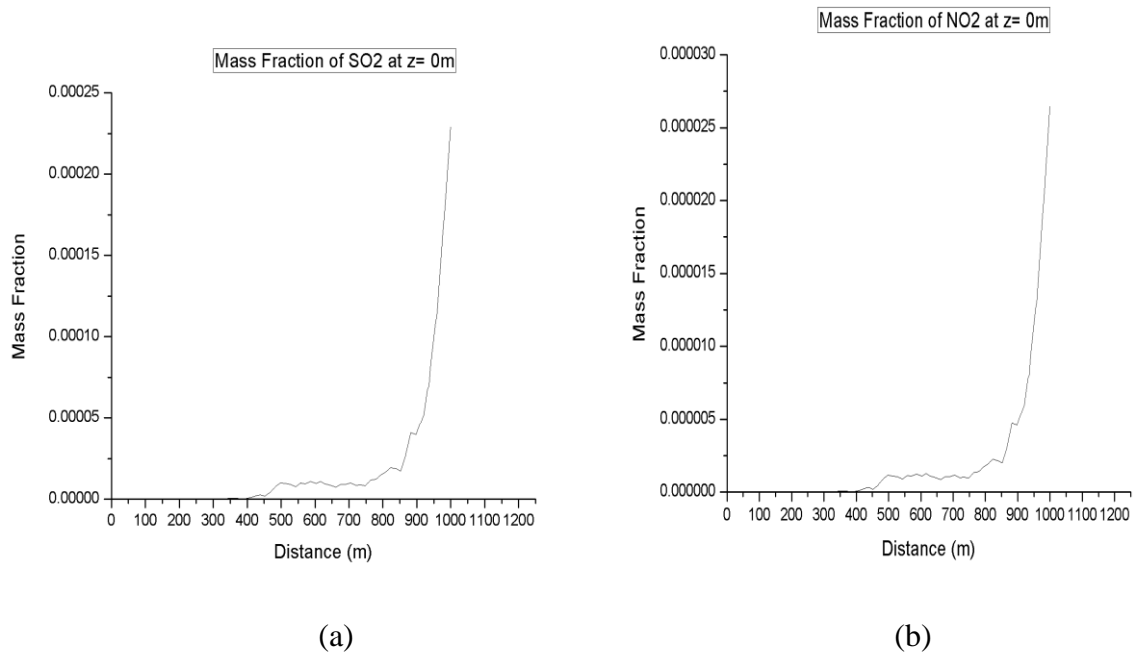 Mass Fraction of SO2 at z= 0m
0.00025
0.00020
0.00015
0.00010
0.00005
0.00000
Mass Fraction
0 100 200 300 400 500 600 700 800 900 1000 1100 1200
Distance (m)
(a)
Mass Fraction of NO2 at z= 0m
0.000030
0.000025
0.000020
0.000015
0.000010
0.000005
0.000000
Mass Fraction
0 100 200 300 400 500 600 700 800 900 1000 1100 1200
Distance (m)
(b)